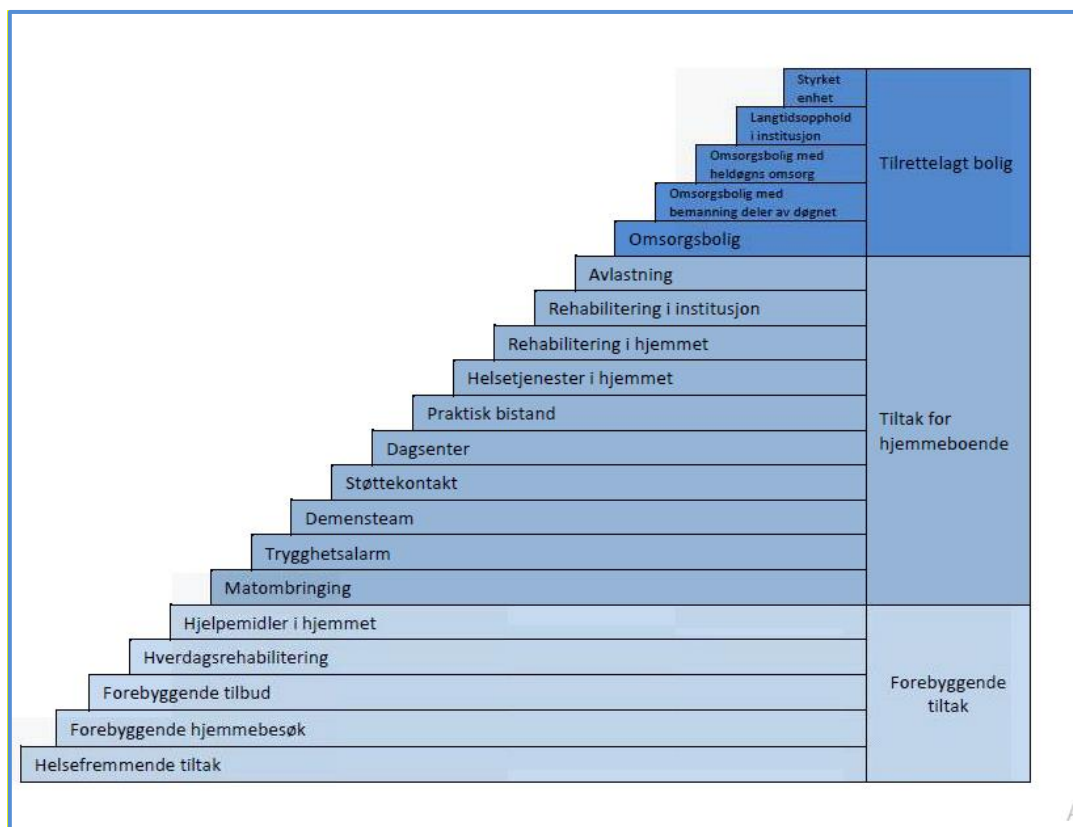 Styrket
enhet
Langtidsopphold
i institusjon
Omsorgsbolig med
heldøgns omsorg
Omsorgsbolig med
bemanning deler av døgnet
Omsorgsbolig
Tilrettelagt bolig
Avlastning
Rehabilitering i institusjon
Rehabilitering i hjemmet
Helsetjenester i hjemmet
Praktisk bistand
Dagsenter
Støttekontakt
Demensteam
Trygghetsalarm
Matombringing
Tiltak for
hjemmeboende
Hjelpemidler i hjemmet
Hverdagsrehabilitering
Forebyggende tilbud
Forebyggende hjemmebesøk
Helsefremmende tiltak
Forebyggende
tiltak